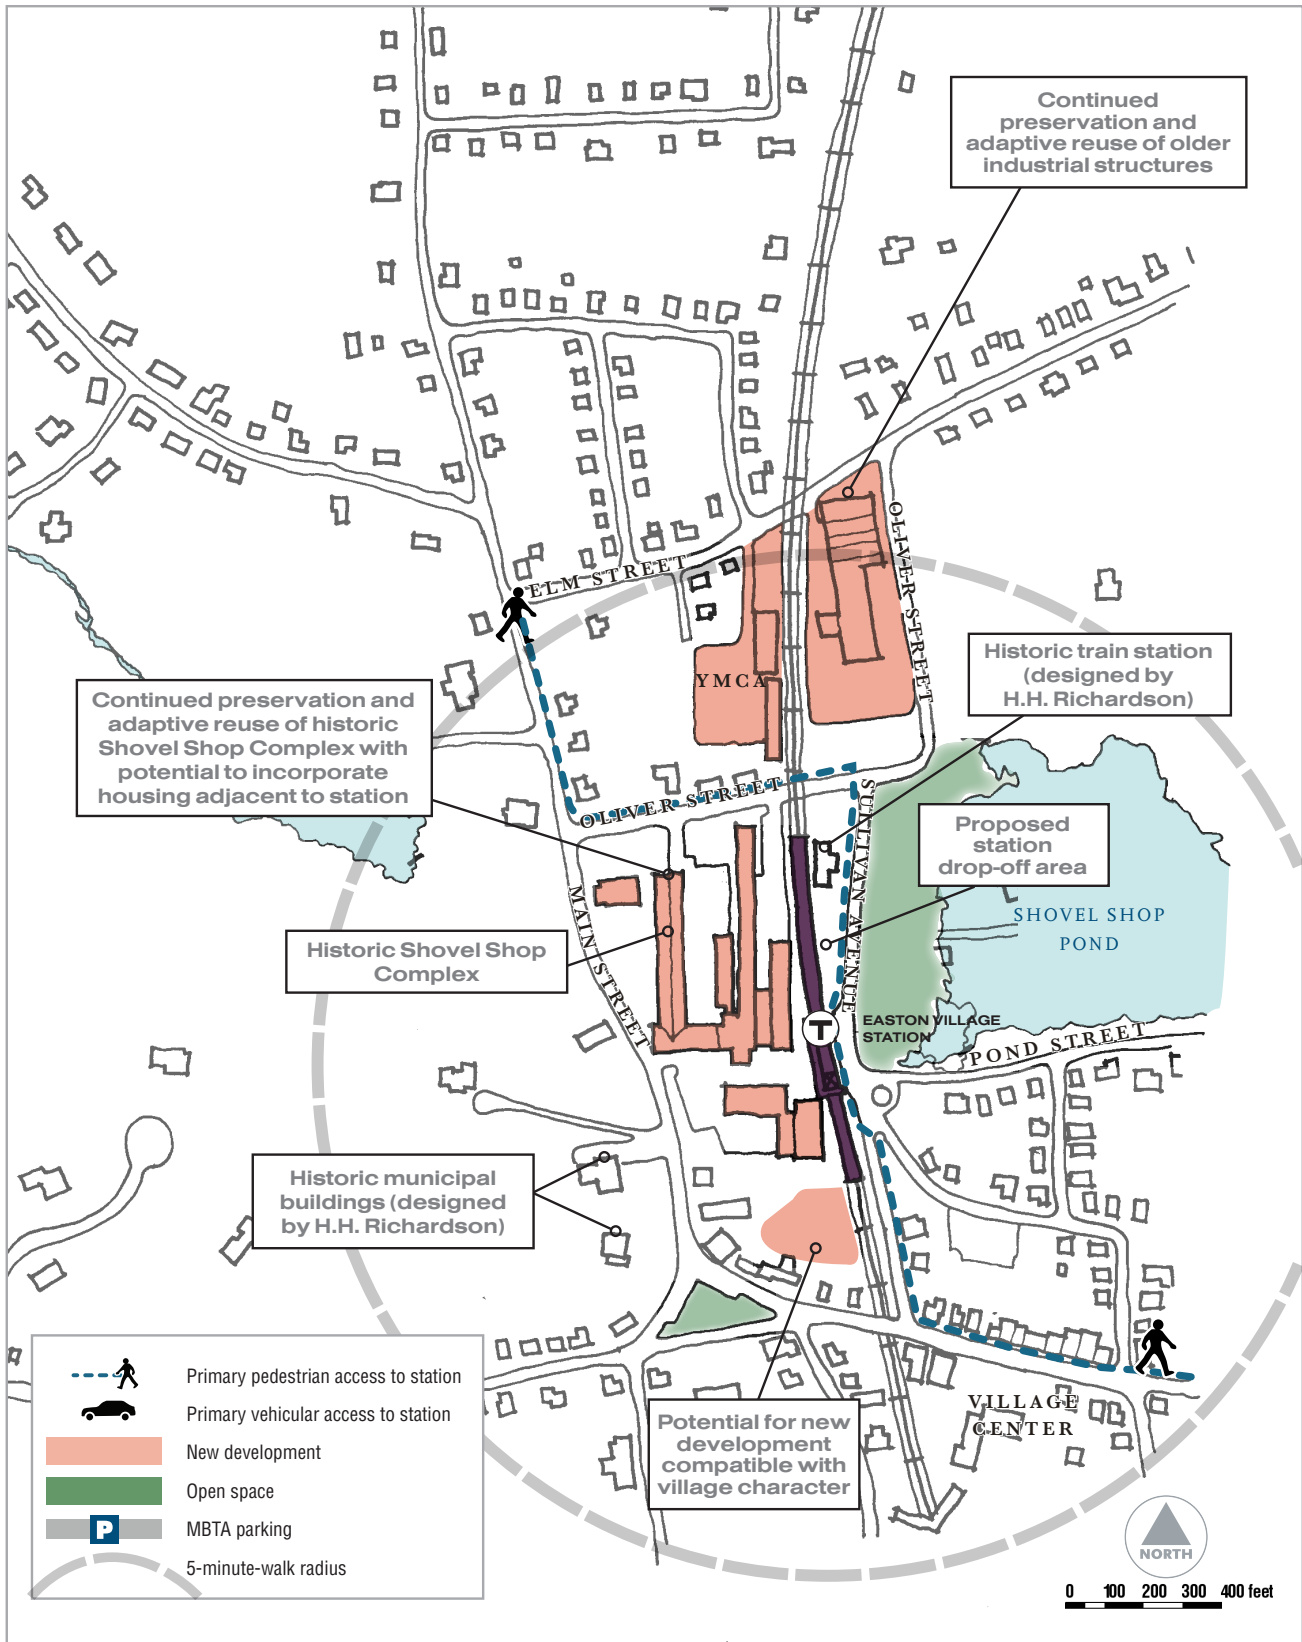 Continued
preservation and
adaptive reuse of older
industrial structures
OLIVER STREET
ELM STREET
Historic train station
(designed by
H.H. Richardson)
YMCA
Continued preservation and
adaptive reuse of historic
Shovel Shop Complex with
potential to incorporate
housing adjacent to station
OLIVER STREET
SULLIVAN AVENUE
Proposed
station
drop-off area
SHOVEL SHOP
POND
MAIN STREET
Historic Shovel Shop
Complex
T
EASTON VILLAGE
STATION
POND STREET
Historic municipal
buildings (designed
by H.H. Richardson)
Potential for new
development
compatible with
village character
VILLAGE
CENTER
Primary pedestrian access to station
Primary vehicular access to station
New development
Open space
P
MBTA parking
5-minute-walk radius
NORTH
0 100 200 300 400 feet